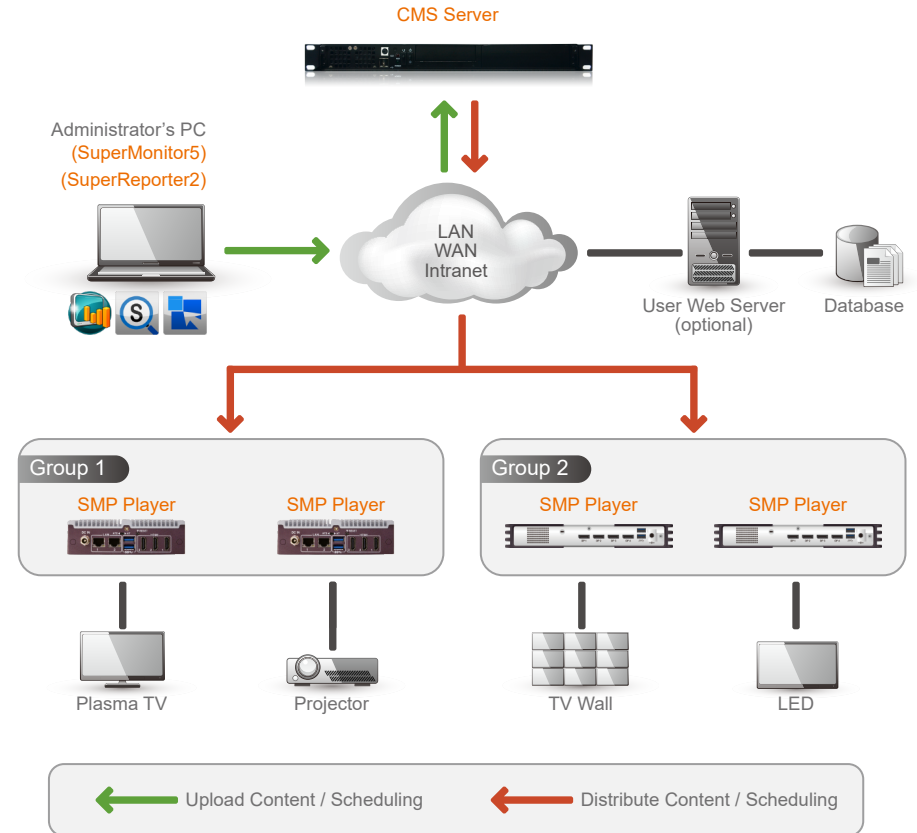 CMS Server
Administrator’s PC
(SuperMonitor5)
(SuperReporter2)
S
LAN
WAN
Intranet
User Web Server
(optional)
Database
Group 1
SMP Player
SMP Player
Group 2
SMP Player
SMP Player
Plasma TV
Projector
TV Wall
LED
Upload Content / Scheduling
Distribute Content / Scheduling